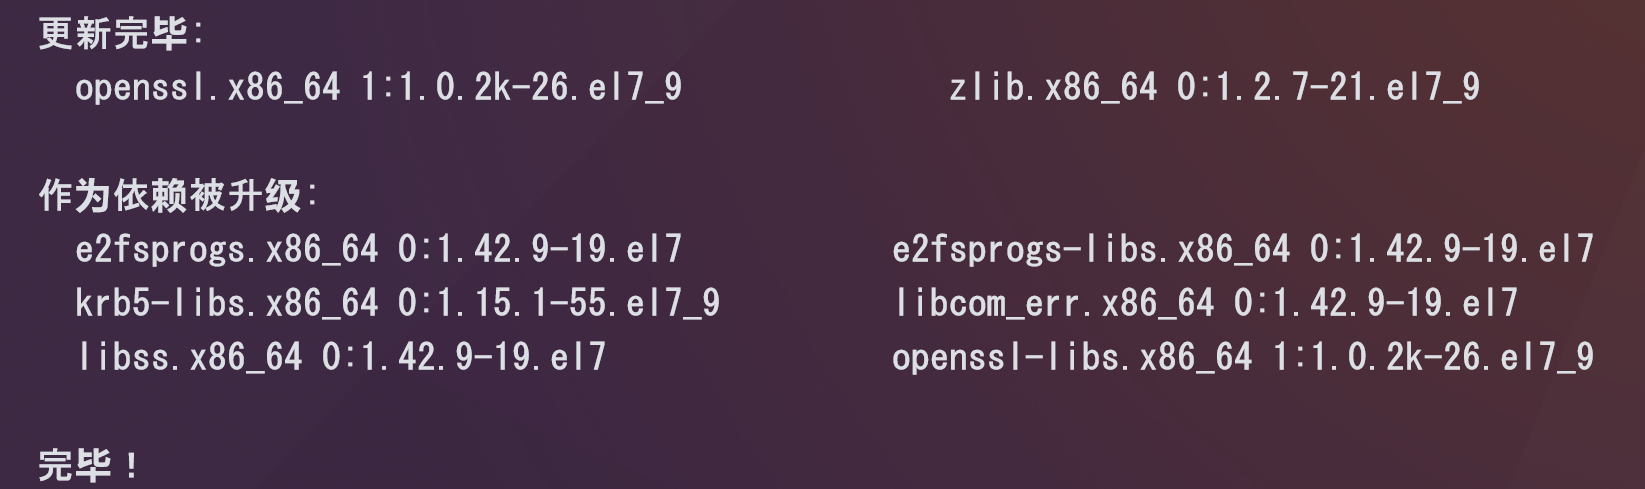 更新完毕:
openssl.x86_64 1:1.0.2k-26.el7_9 zlib.x86_64 0:1.2.7-21.el7_9
作为依赖被升级:
e2fsprogs.x86_64 0:1.42.9-19.el7 e2fsprogs-libs.x86_64 0:1.42.9-19.el7
krb5-libs.x86_64 0:1.15.1-55.el7_9 libcom_err.x86_64 0:1.42.9-19.el7
libss.x86_64 0:1.42.9-19.el7 openssl-libs.x86_64 1:1.0.2k-26.el7_9
完毕！